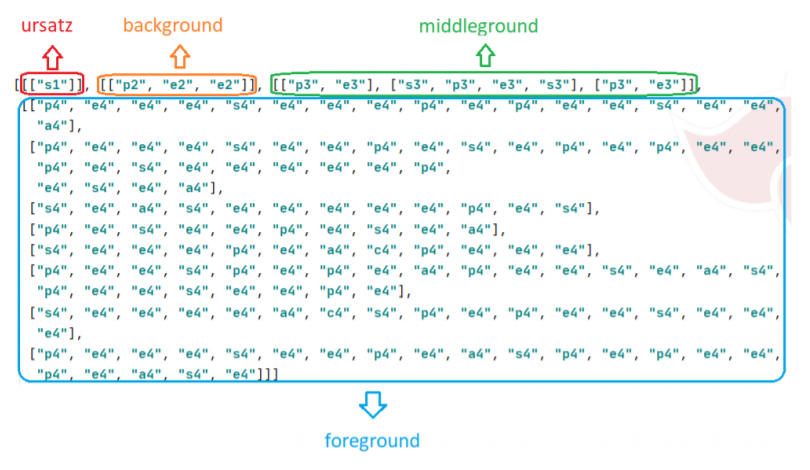 ursatz background middleground
[[["s1"]], [["p2", "e2", "e2"]], [["p3", "e3"], ["s3", "p3", "e3", "s3"], ["p3", "e3"]],
[["p4", "e4", "e4", "e4", "s4", "e4", "e4", "e4", "p4", "e4", "p4", "e4", "e4", "s4", "e4", "e4",
"a4"],
["p4", "e4", "e4", "e4", "s4", "e4", "e4", "p4", "e4", "s4", "e4", "p4", "e4", "p4", "e4", "e4",
"p4", "e4", "s4", "e4", "e4", "e4", "e4", "e4", "p4",
"e4", "s4", "e4", "a4"],
["s4", "e4", "a4", "s4", "e4", "e4", "e4", "e4", "e4", "p4", "e4", "s4"],
["p4", "e4", "s4", "e4", "e4", "p4", "e4", "s4", "e4", "a4"],
["s4", "e4", "e4", "e4", "p4", "e4", "a4", "c4", "p4", "e4", "e4", "e4"],
["p4", "e4", "e4", "s4", "p4", "e4", "p4", "e4", "a4", "p4", "e4", "e4", "s4", "e4", "a4", "s4",
"p4", "e4", "e4", "s4", "e4", "e4", "p4", "e4"],
["s4", "e4", "e4", "e4", "e4", "a4", "c4", "s4", "p4", "e4", "p4", "e4", "e4", "s4", "e4", "e4",
"e4"],
["p4", "e4", "e4", "e4", "s4", "e4", "e4", "p4", "e4", "a4", "s4", "p4", "e4", "p4", "e4", "e4",
"p4", "e4", "a4", "s4", "e4"]]]
foreground